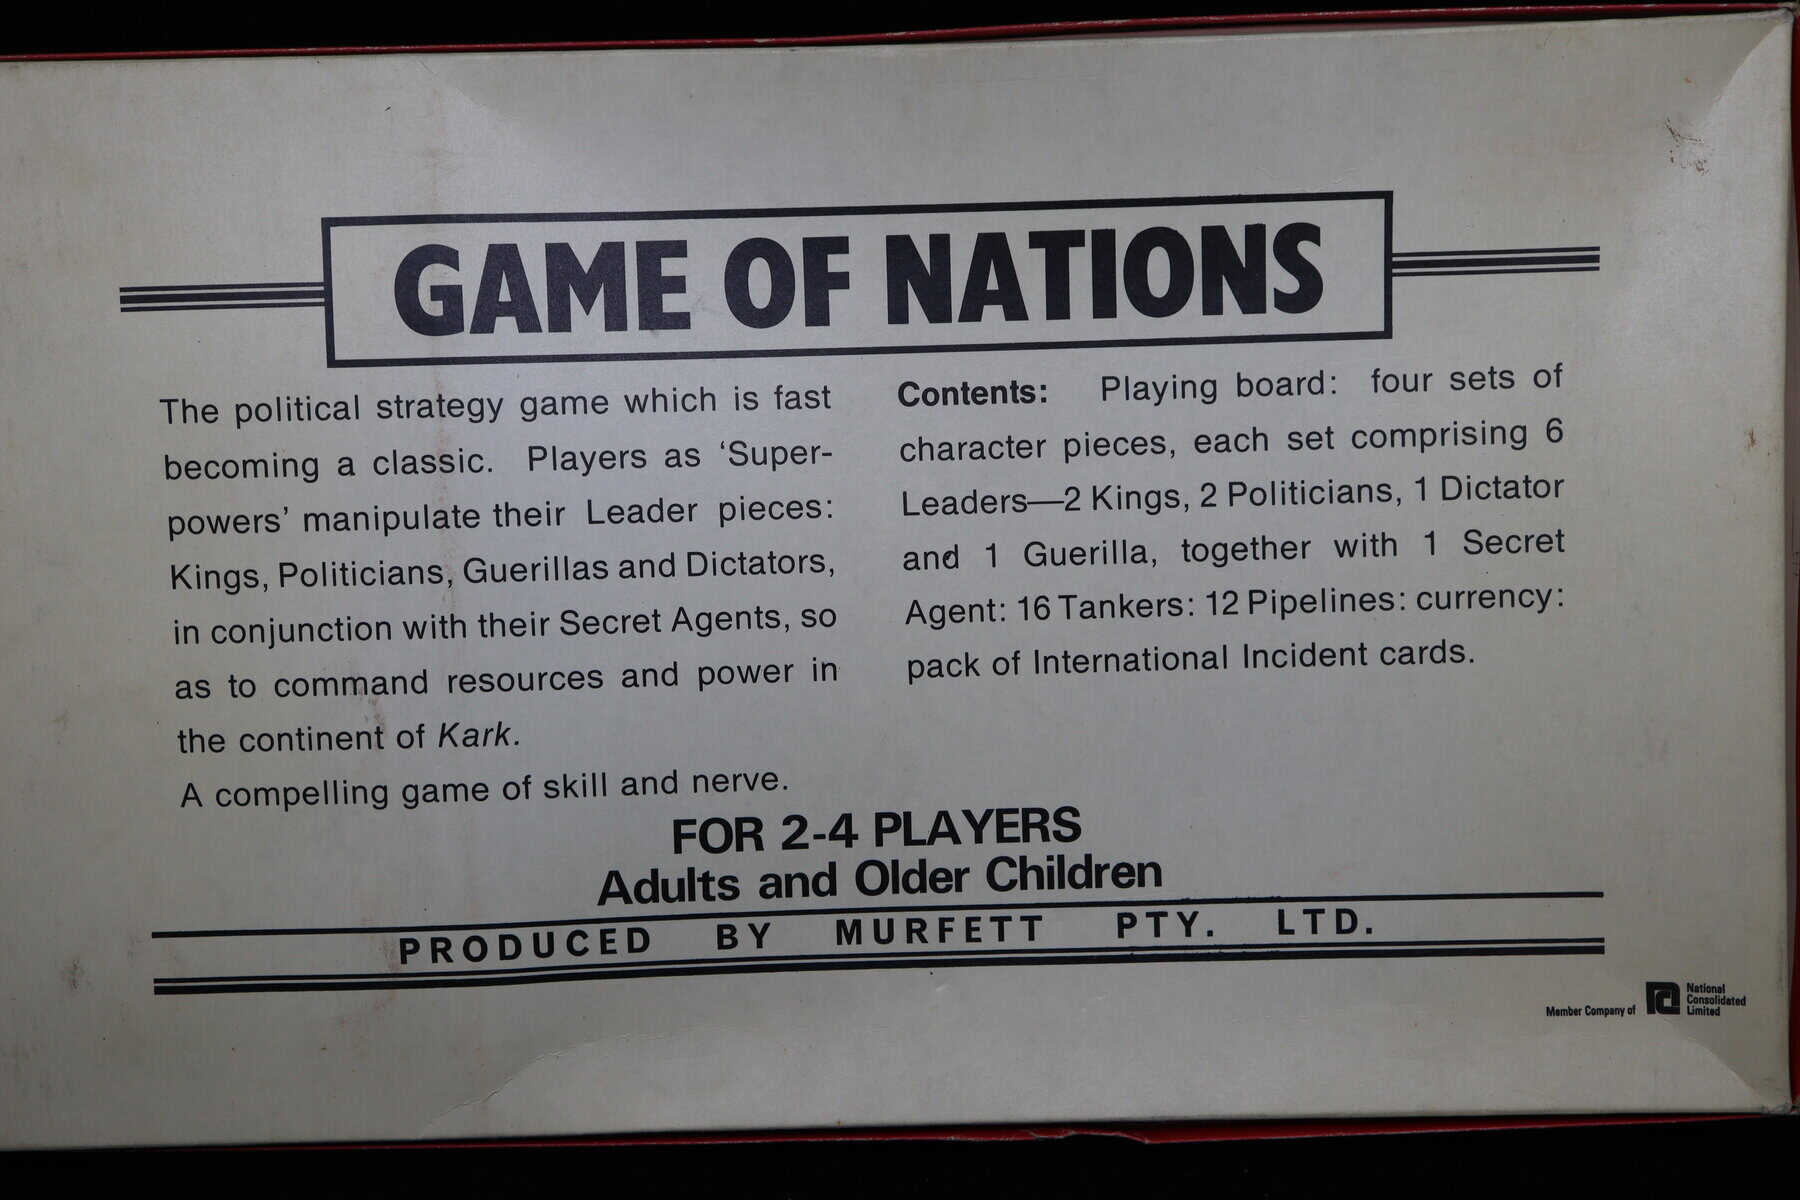 GAME OF NATIONS
The political strategy game which is fast
becoming a classic. Players as ‘Super-
powers’ manipulate their Leader pieces:
Kings, Politicians, Guerillas and Dictators,
in conjunction with their Secret Agents, so
as to command resources and power in
the continent of Kark.
A compelling game of skill and nerve.
Contents: Playing board: four sets of
character pieces, each set comprising 6
Leaders—2 Kings, 2 Politicians, 1 Dictator
and 1 Guerilla, together with 1 Secret
Agent: 16 Tankers: 12 Pipelines: currency:
pack of International Incident cards.
FOR 2-4 PLAYERS
Adults and Older Children
PRODUCED BY MURFETT PTY. LTD.
Member Company of
National
Consolidated
Limited